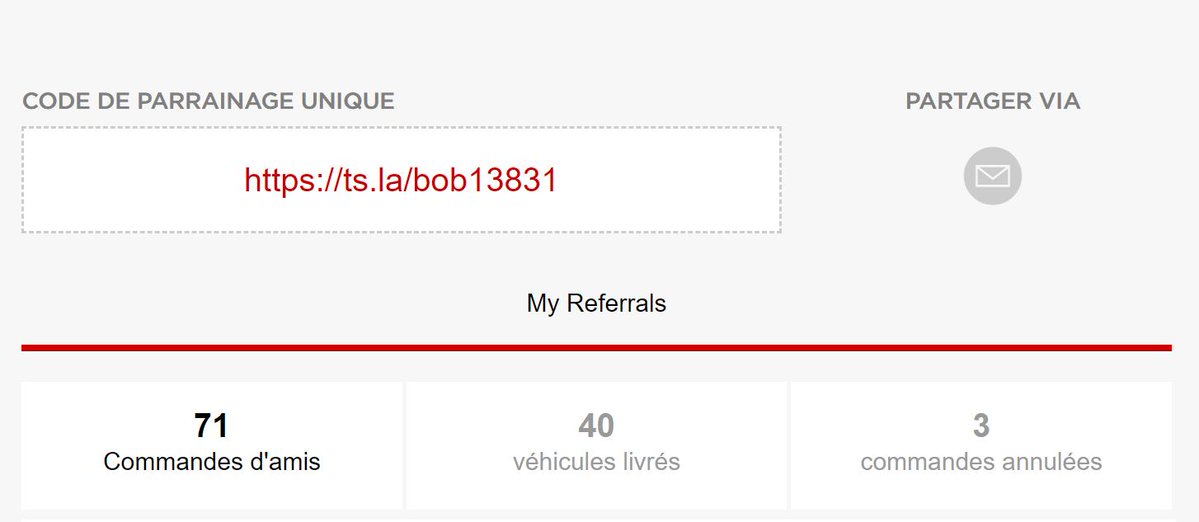 CODE DE PARRAINAGE UNIQUE
PARTAGER VIA
https://ts.la/bob13831
My Referrals
71
Commandes d'amis
40
véhicules livrés
3
commandes annulées